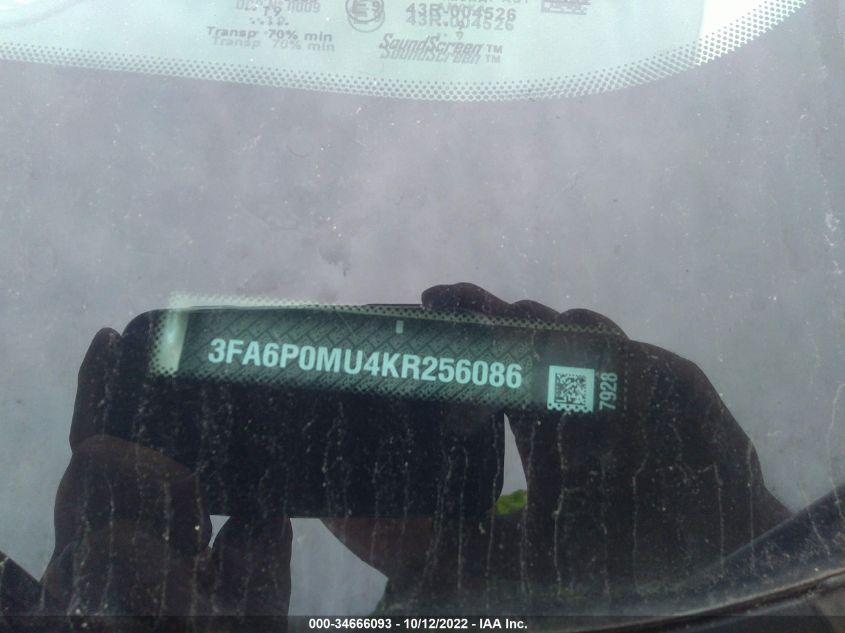 43R-004526
Transp 70% min
SoundScreen™
3FA6P0MU4KR256086
7928
000-34666093 - 10/12/2022 - IAA Inc.